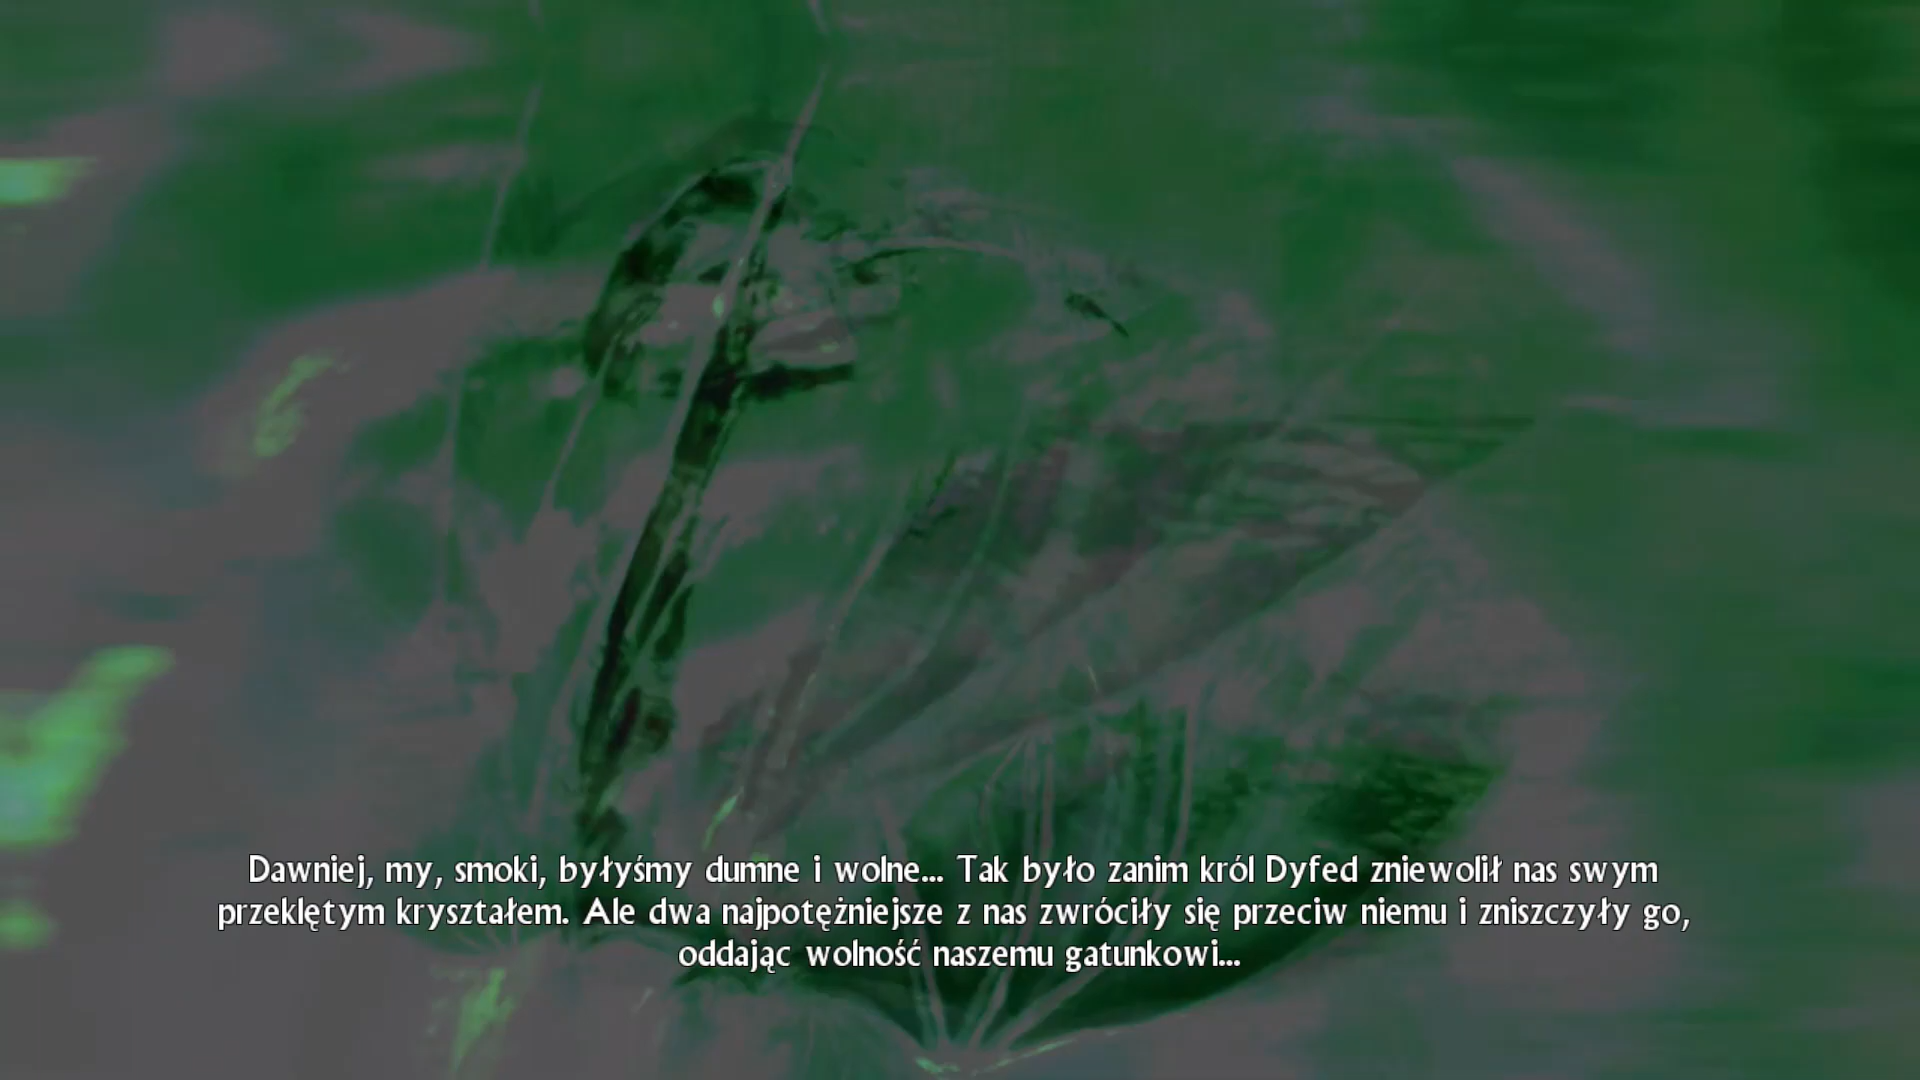 Dawniej, my, smoki, byłyśmy dumne i wolne... Tak było zanim król Dyfed zniewolił nas swym
przeklętym kryształem. Ale dwa najpotężniejsze z nas zwróciły się przeciw niemu i zniszczyły go,
oddając wolność naszemu gatunkowi...